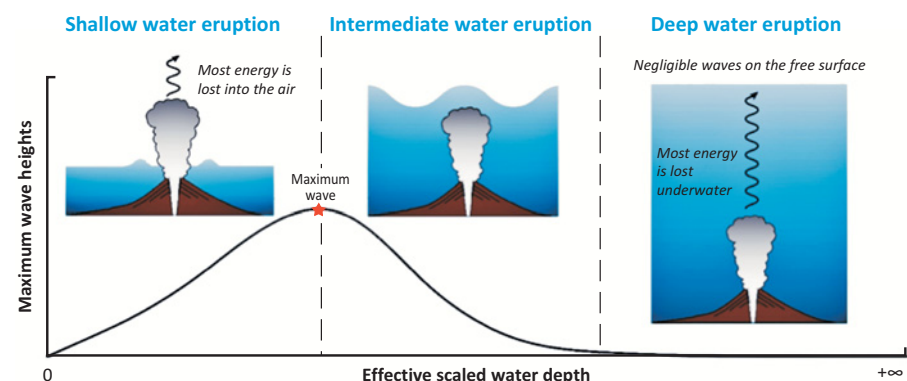 Shallow water eruption
Intermediate water eruption
Deep water eruption
Most energy is
lost into the air
Negligible waves on the free surface
Most energy
is lost
underwater
Maximum
wave
Maximum wave heights
0
Effective scaled water depth
+∞